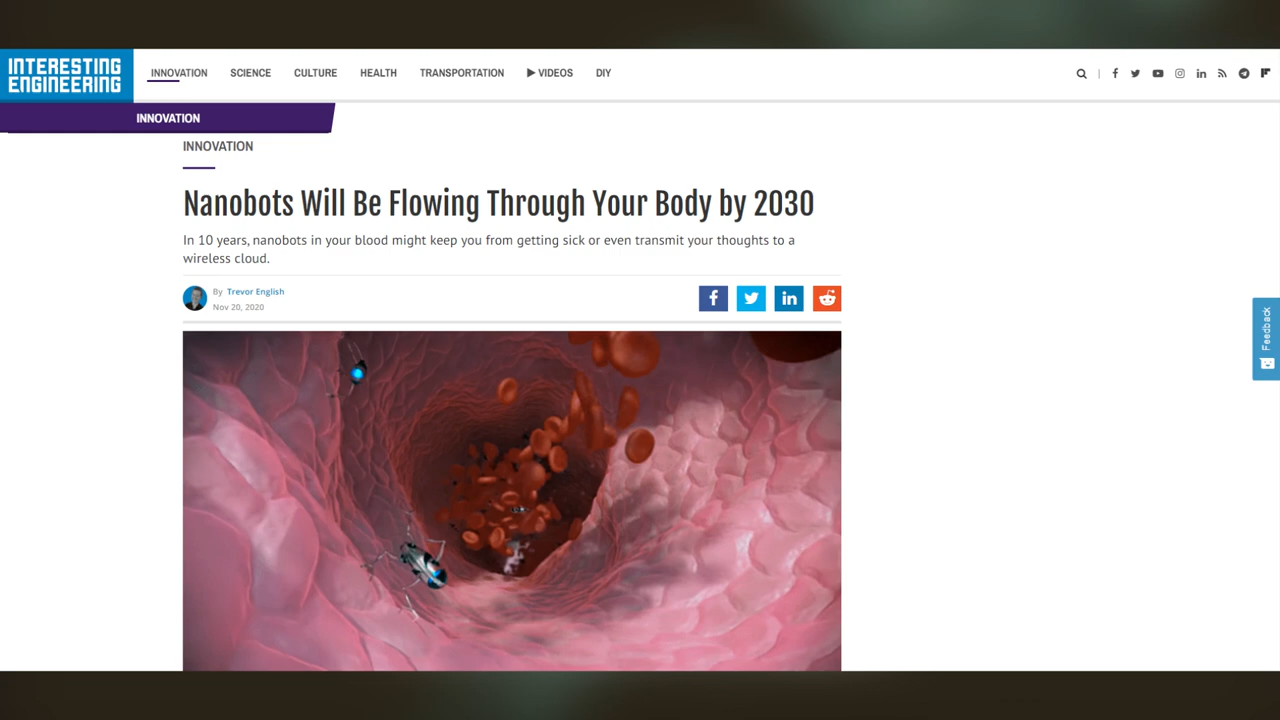 INTERESTING
ENGINEERING
INNOVATION SCIENCE CULTURE HEALTH TRANSPORTATION VIDEOS DIY
INNOVATION
INNOVATION
Nanobots Will Be Flowing Through Your Body by 2030
In 10 years, nanobots in your blood might keep you from getting sick or even transmit your thoughts to a
wireless cloud.
By Trevor English
Nov 20, 2020
Feedback